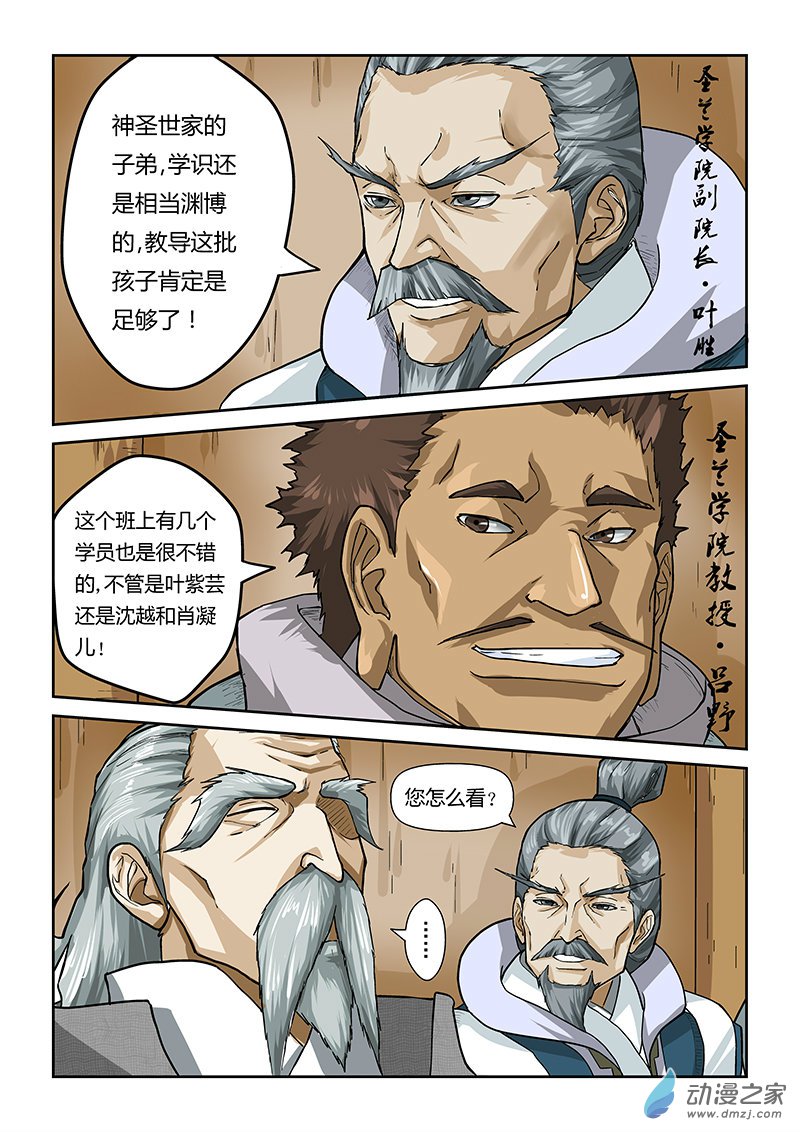 神圣世家的
子弟,学识还
是相当渊博
的,教导这批
孩子肯定是
足够了!
圣兰学院副院长·叶胜
这个班上有几个
学员也是很不错
的,不管是叶紫芸
还是沈越和肖凝
儿!
圣兰学院教授·吕野
您怎么看?
……
动漫之家
www.dmzj.com